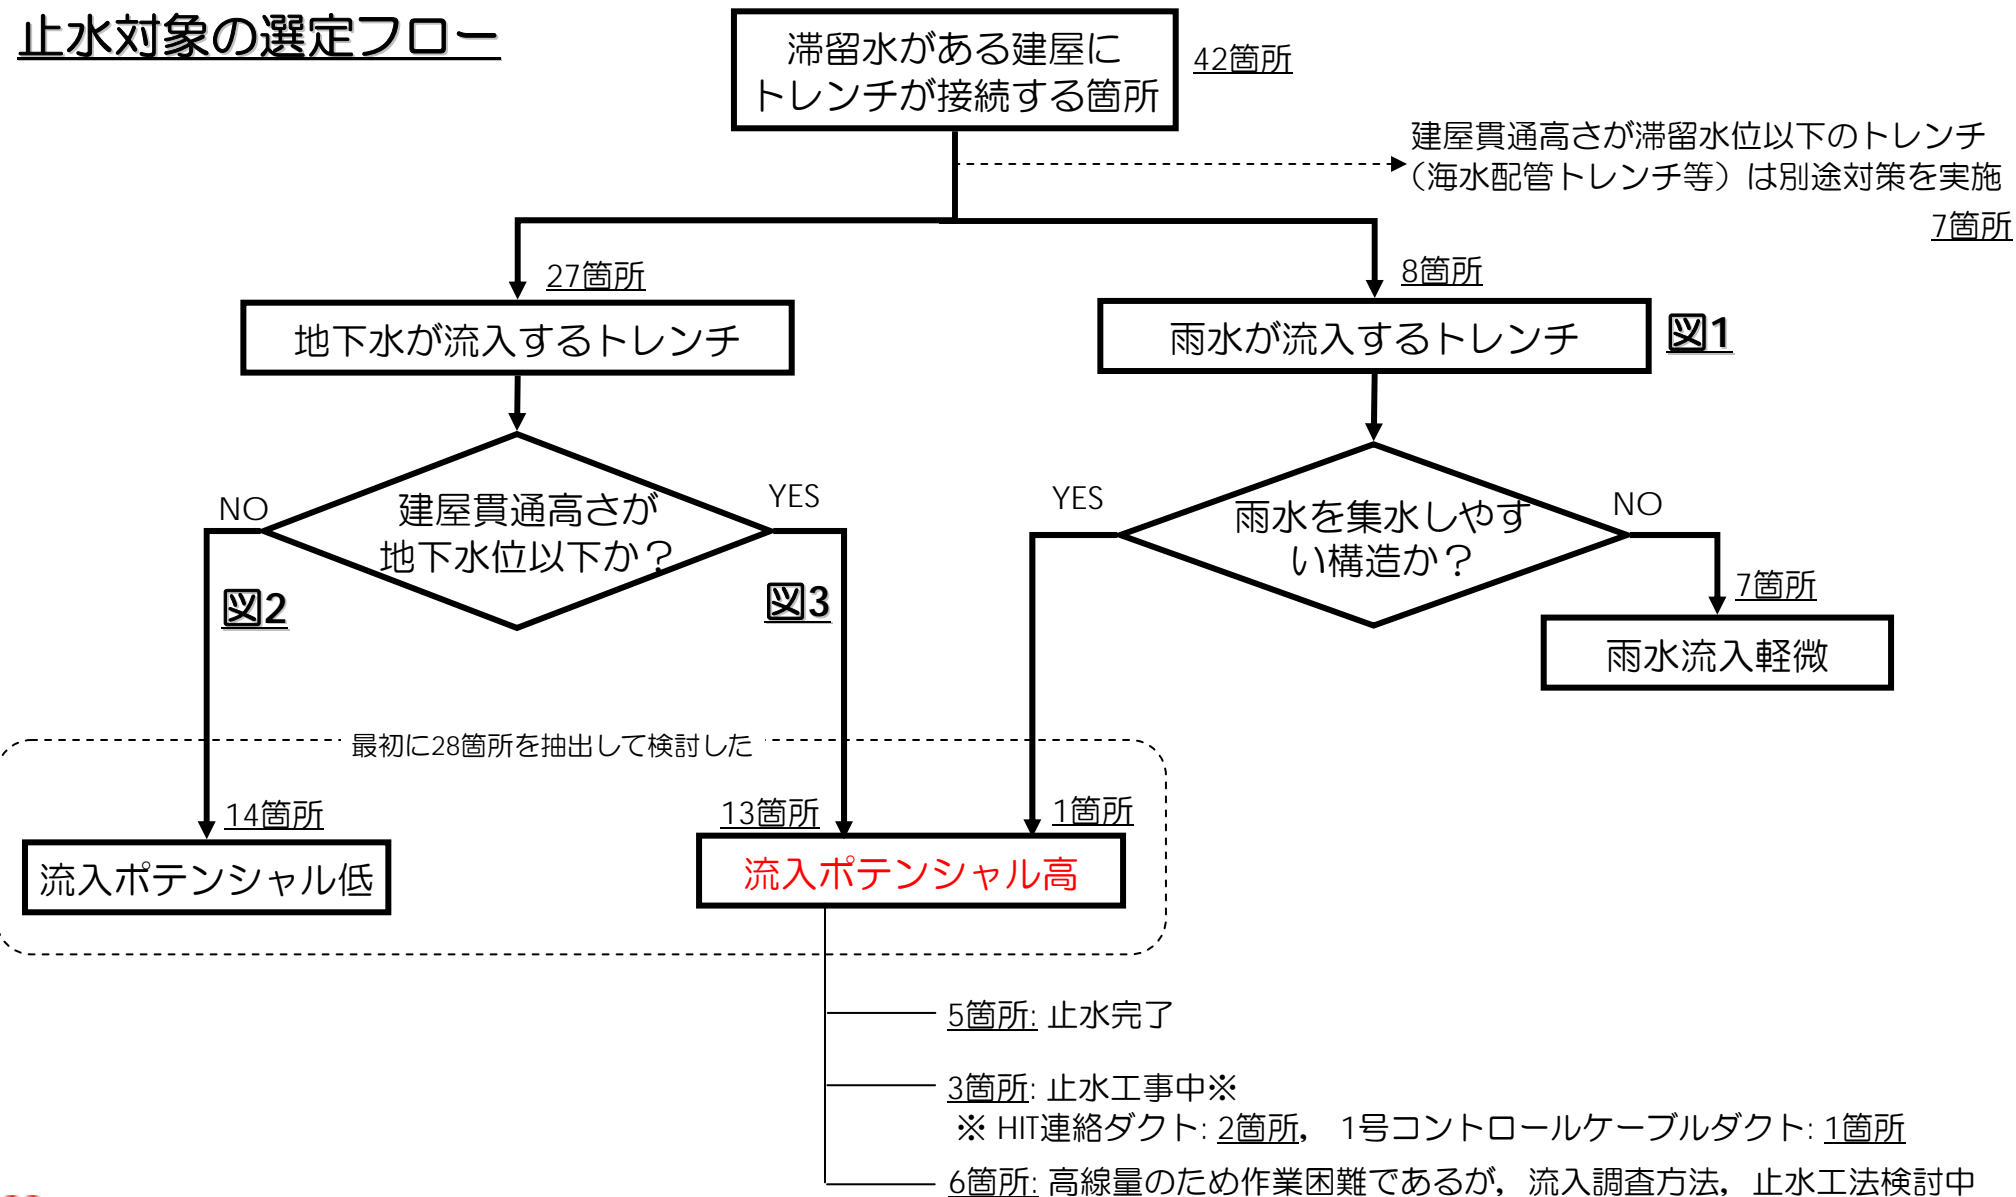 止水対象の選定フロー
滞留水がある建屋に
トレンチが接続する箇所
42箇所
建屋貫通高さが滞留水位以下のトレンチ
（海水配管トレンチ等）は別途対策を実施
7箇所
27箇所
8箇所
地下水が流入するトレンチ
雨水が流入するトレンチ
図1
建屋貫通高さが
地下水位以下か？
NO
YES
図2
図3
雨水を集水しやす
い構造か？
YES
NO
7箇所
雨水流入軽微
最初に28箇所を抽出して検討した
14箇所
13箇所
1箇所
流入ポテンシャル低
流入ポテンシャル高
5箇所: 止水完了
3箇所: 止水工事中※
※ HIT連絡ダクト: 2箇所， 1号コントロールケーブルダクト: 1箇所
6箇所: 高線量のため作業困難であるが，流入調査方法，止水工法検討中